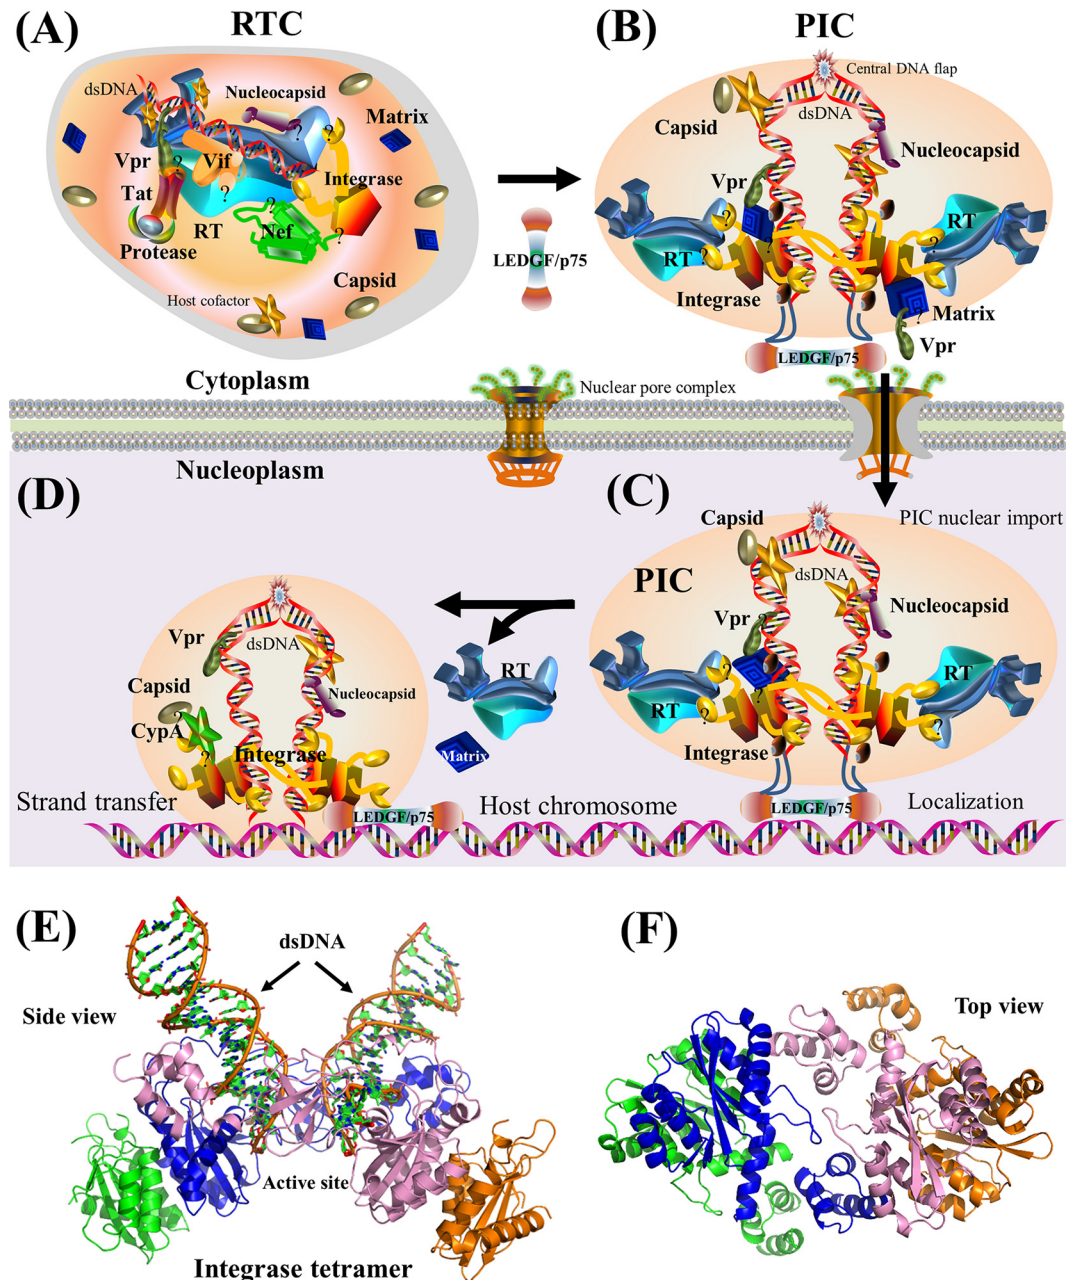 (A)
RTC
dsDNA
Nucleocapsid
?
?
Matrix
Vpr
Vif
?
Tat
?
Integrase
RT
?
Nef
?
Protease
Capsid
Host cofactor
?
LEDGF/p75
(B)
PIC
Central DNA flap
Capsid
dsDNA
Nucleocapsid
Vpr
?
?
RT
?
RT
?
Integrase
Matrix
?
Vpr
LEDGF/p75
Cytoplasm
Nuclear pore complex
Nucleoplasm
(D)
(C)
Capsid
PIC nuclear import
PIC
dsDNA
Nucleocapsid
Vpr
?
RT
?
?
RT
?
Integrase
LEDGF/p75
Localization
Vpr
dsDNA
RT
Capsid
Nucleocapsid
?
CypA
?
Integrase
Matrix
Strand transfer
LEDGF/p75
Host chromosome
(E)
dsDNA
Side view
Active site
Integrase tetramer
(F)
Top view